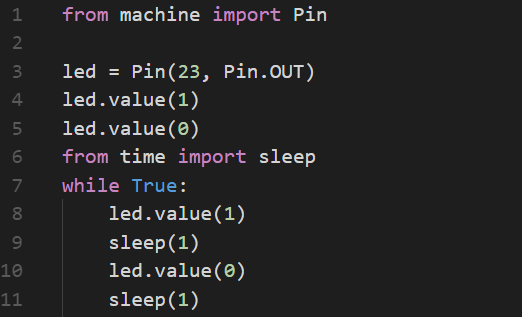 1 from machine import Pin
2
3 led = Pin(23, Pin.OUT)
4 led.value(1)
5 led.value(0)
6 from time import sleep
7 while True:
8     led.value(1)
9     sleep(1)
10     led.value(0)
11     sleep(1)